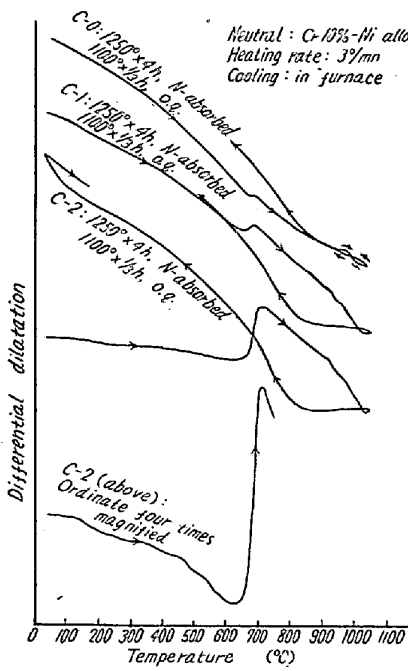 Neutral: Cr 10%-Ni alloy
Heating rate: 3°/mn
Cooling: in furnace
C-0: 1250°×4h, N-absorbed
1100°×⅓h, o.q.
C-1: 1250°×4h, N-absorbed
1100°×⅓h, o.q.
C-2: 1250°×4h, N-absorbed
1100°×⅓h, o.q.
C-2 (above):
Ordinate four times
magnified
Differential dilatation
0 100 200 300 400 500 600 700 800 900 1000 1100
Temperature (°C)